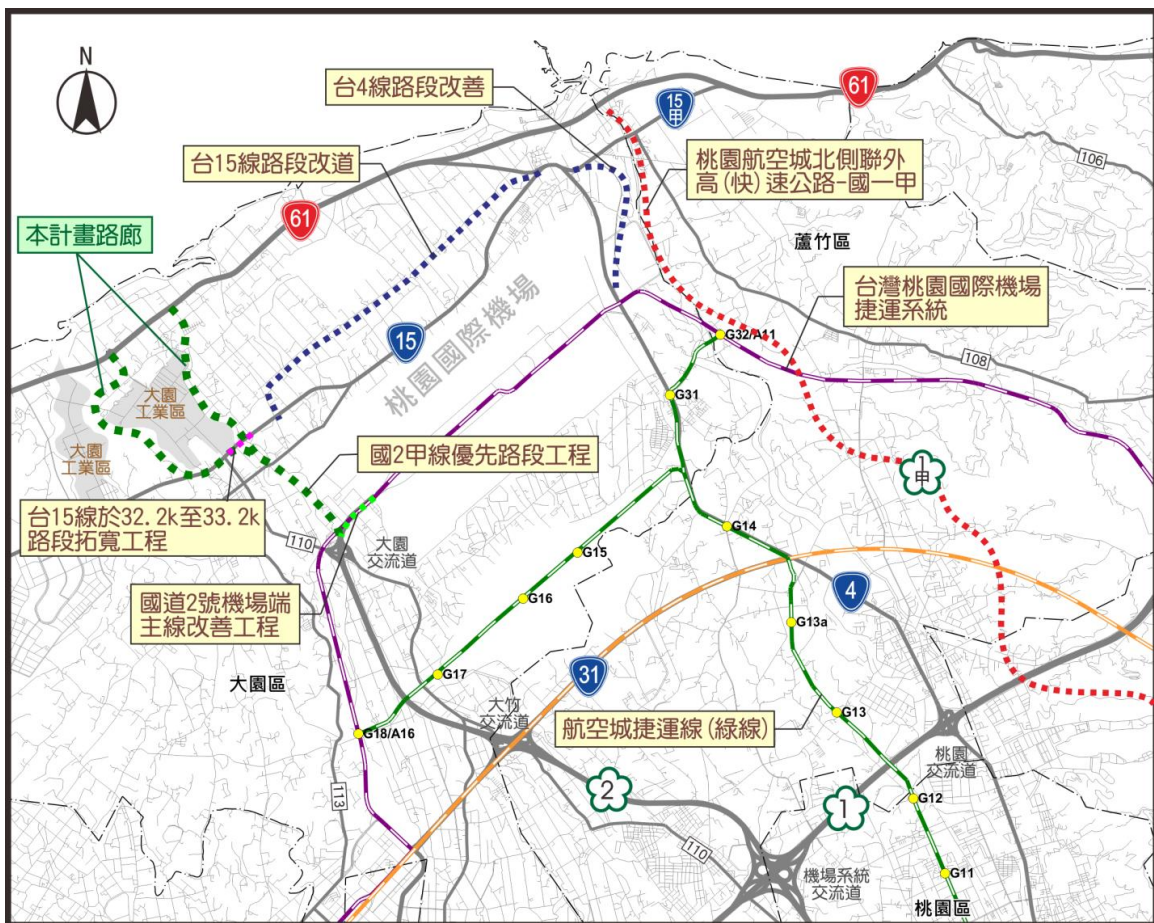 N
台4線路段改善
15
甲
61
106
台15線路段改道
桃園航空城北側聯外
高(快)速公路-國一甲
61
本計畫路廊
蘆竹區
台灣桃園國際機場
捷運系統
15
桃園國際機場
G32/A11
108
大園
工業區
G31
大園
工業區
國2甲線優先路段工程
1
甲
台15線於32.2k至33.2k
路段拓寬工程
110
大園
交流道
G14
G15
4
國道2號機場端
主線改善工程
G16
G13a
31
大園區
G17
大竹
交流道
航空城捷運線(綠線)
G13
G18/A16
桃園
交流道
113
2
1
G12
110
機場系統
交流道
G11
桃園區